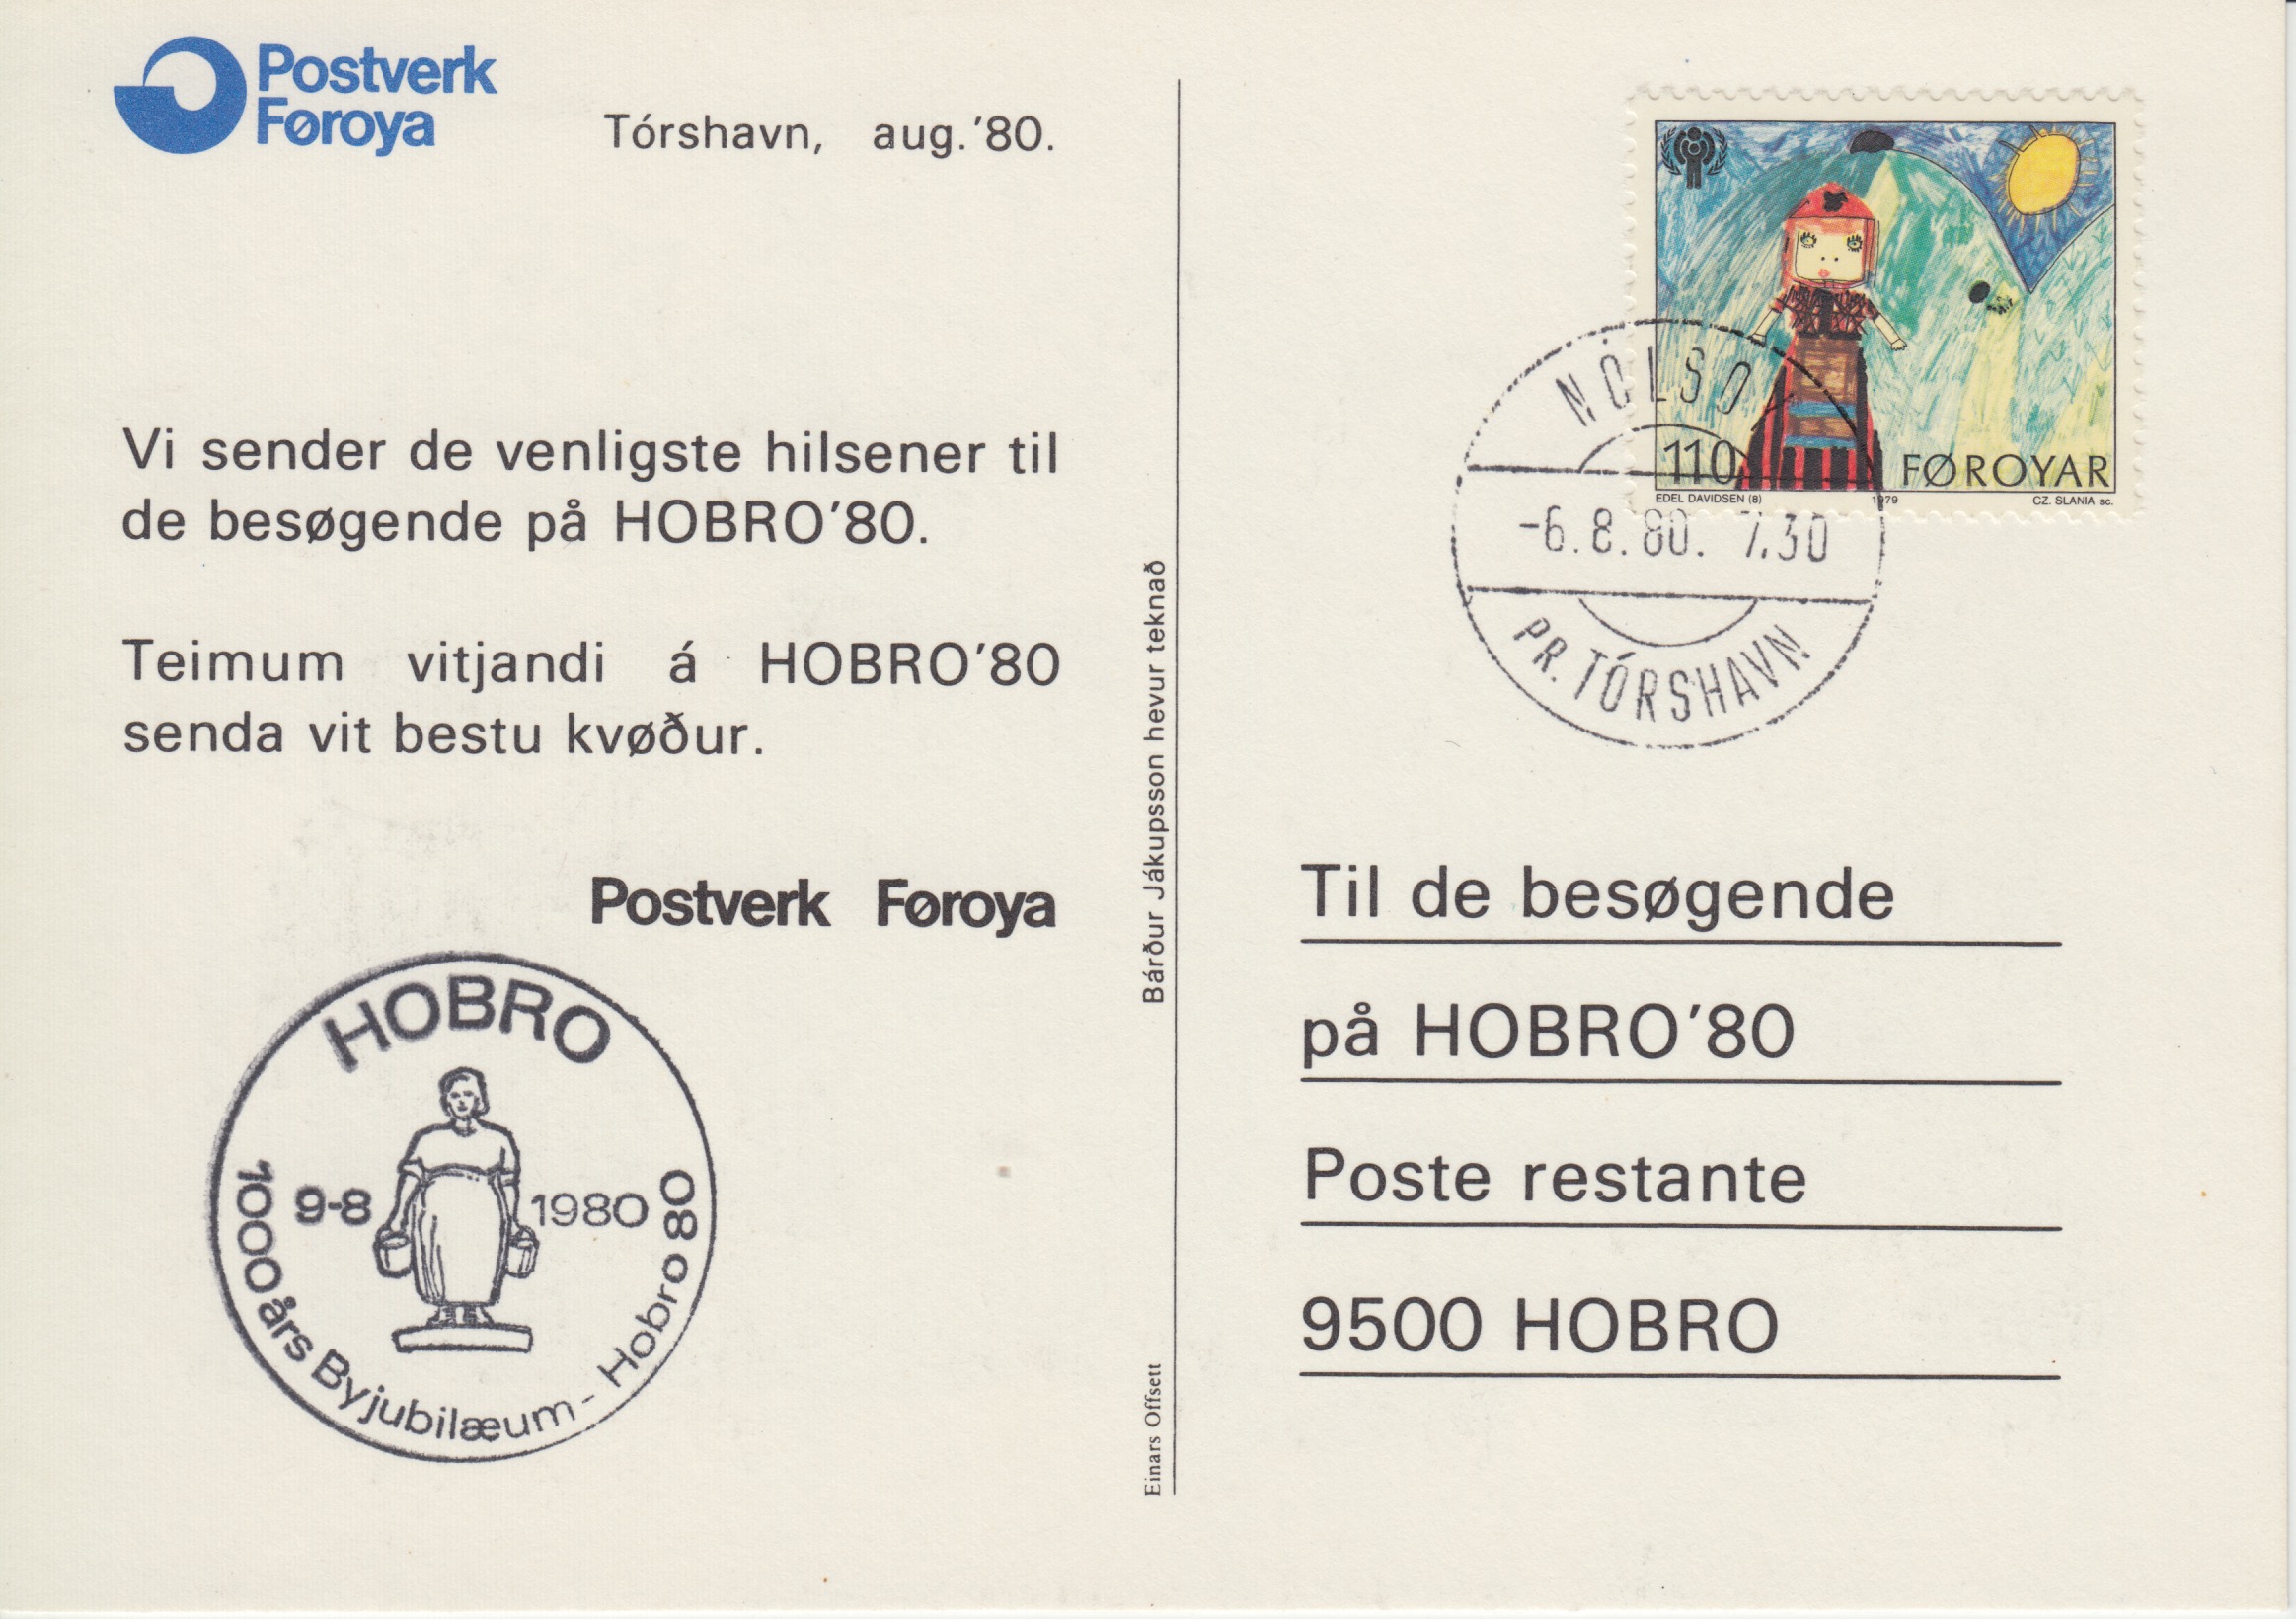 Postverk
Føroya
Tórshavn, aug. '80.
Vi sender de venligste hilsener til
de besøgende på HOBRO'80.
Teimum vitjandi á HOBRO'80
senda vit bestu kvøður.
Postverk Føroya
HOBRO
9-8 1980
1000 års Byjubilæum - Hobro 80
Bárður Jákupsson hevur teknað
Einars Offsett
110 FØROYAR
EDEL DAVIDSEN (8) 1979 CZ. SLANIA sc.
NÓLSOY
-6.8.80. 7.30
PR. TÓRSHAVN
Til de besøgende
på HOBRO'80
Poste restante
9500 HOBRO